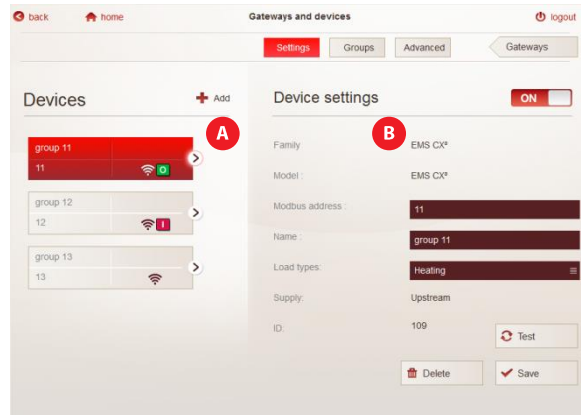 back
home
Gateways and devices
logout
Settings
Groups
Advanced
Gateways
Devices
Add
A
group 11
11
O
group 12
12
I
group 13
13
Device settings
ON
B
Family
EMS CX³
Model :
EMS CX³
Modbus address :
11
Name :
group 11
Load types:
Heating
Supply:
Upstream
ID:
109
Test
Delete
Save